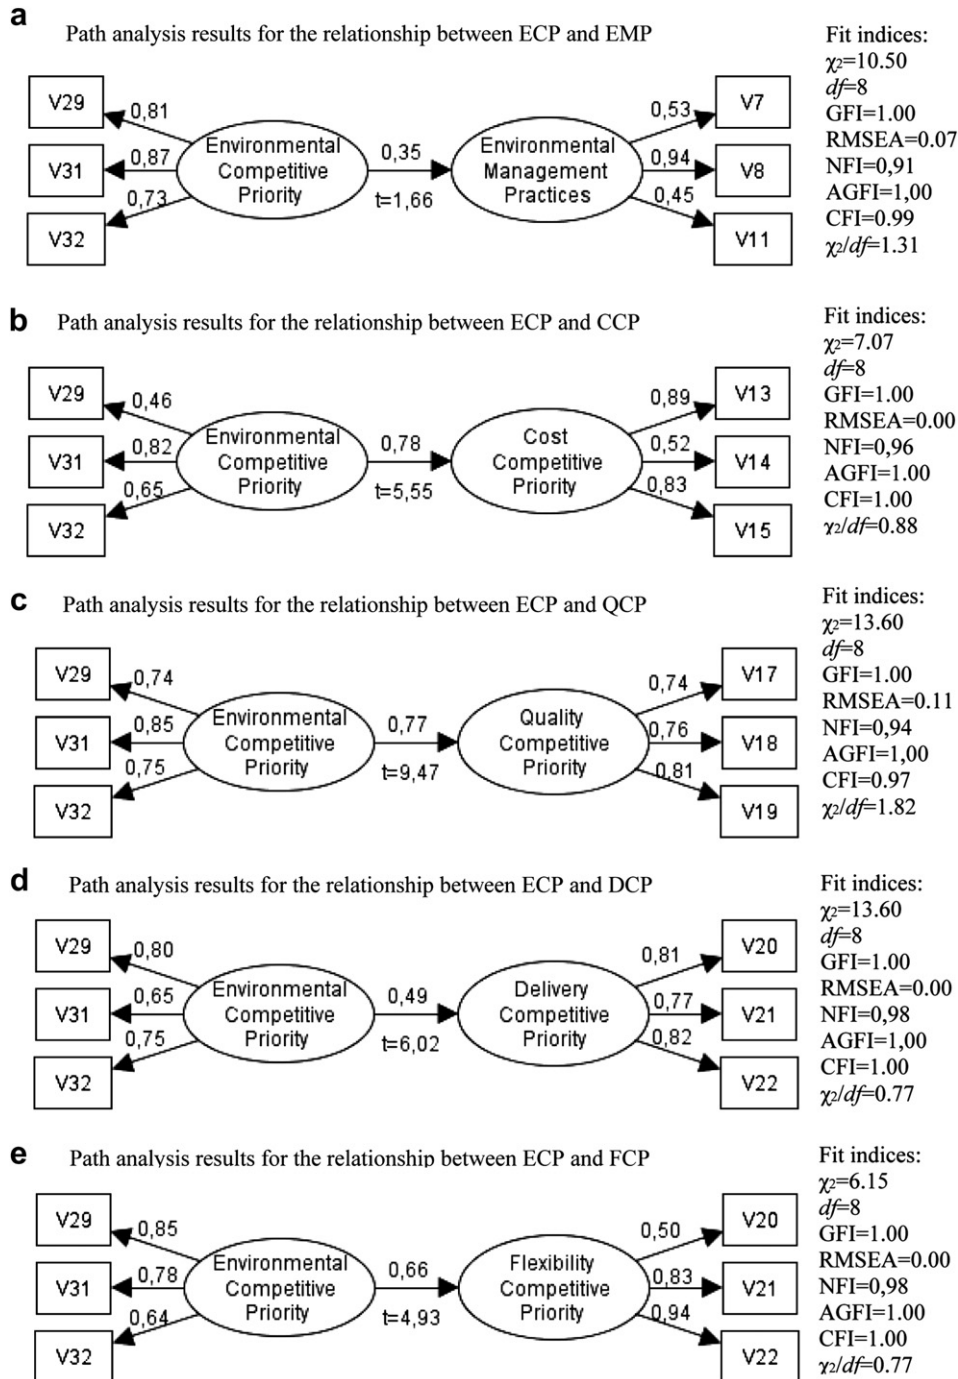 a
Path analysis results for the relationship between ECP and EMP
V29
V31
V32
0,81
0,87
0,73
Environmental
Competitive
Priority
0,35
t=1,66
Environmental
Management
Practices
0,53
0,94
0,45
V7
V8
V11
Fit indices:
χ2=10.50
df=8
GFI=1.00
RMSEA=0.07
NFI=0,91
AGFI=1,00
CFI=0.99
χ2/df=1.31
b
Path analysis results for the relationship between ECP and CCP
V29
V31
V32
0,46
0,82
0,65
Environmental
Competitive
Priority
0,78
t=5,55
Cost
Competitive
Priority
0,89
0,52
0,83
V13
V14
V15
Fit indices:
χ2=7.07
df=8
GFI=1.00
RMSEA=0.00
NFI=0,96
AGFI=1.00
CFI=1.00
χ2/df=0.88
c
Path analysis results for the relationship between ECP and QCP
V29
V31
V32
0,74
0,85
0,75
Environmental
Competitive
Priority
0,77
t=9,47
Quality
Competitive
Priority
0,74
0,76
0,81
V17
V18
V19
Fit indices:
χ2=13.60
df=8
GFI=1.00
RMSEA=0.11
NFI=0,94
AGFI=1,00
CFI=0.97
χ2/df=1.82
d
Path analysis results for the relationship between ECP and DCP
V29
V31
V32
0,80
0,65
0,75
Environmental
Competitive
Priority
0,49
t=6,02
Delivery
Competitive
Priority
0,81
0,77
0,82
V20
V21
V22
Fit indices:
χ2=13.60
df=8
GFI=1.00
RMSEA=0.00
NFI=0,98
AGFI=1,00
CFI=1.00
χ2/df=0.77
e
Path analysis results for the relationship between ECP and FCP
V29
V31
V32
0,85
0,78
0,64
Environmental
Competitive
Priority
0,66
t=4,93
Flexibility
Competitive
Priority
0,50
0,83
0,94
V20
V21
V22
Fit indices:
χ2=6.15
df=8
GFI=1.00
RMSEA=0.00
NFI=0,98
AGFI=1.00
CFI=1.00
χ2/df=0.77